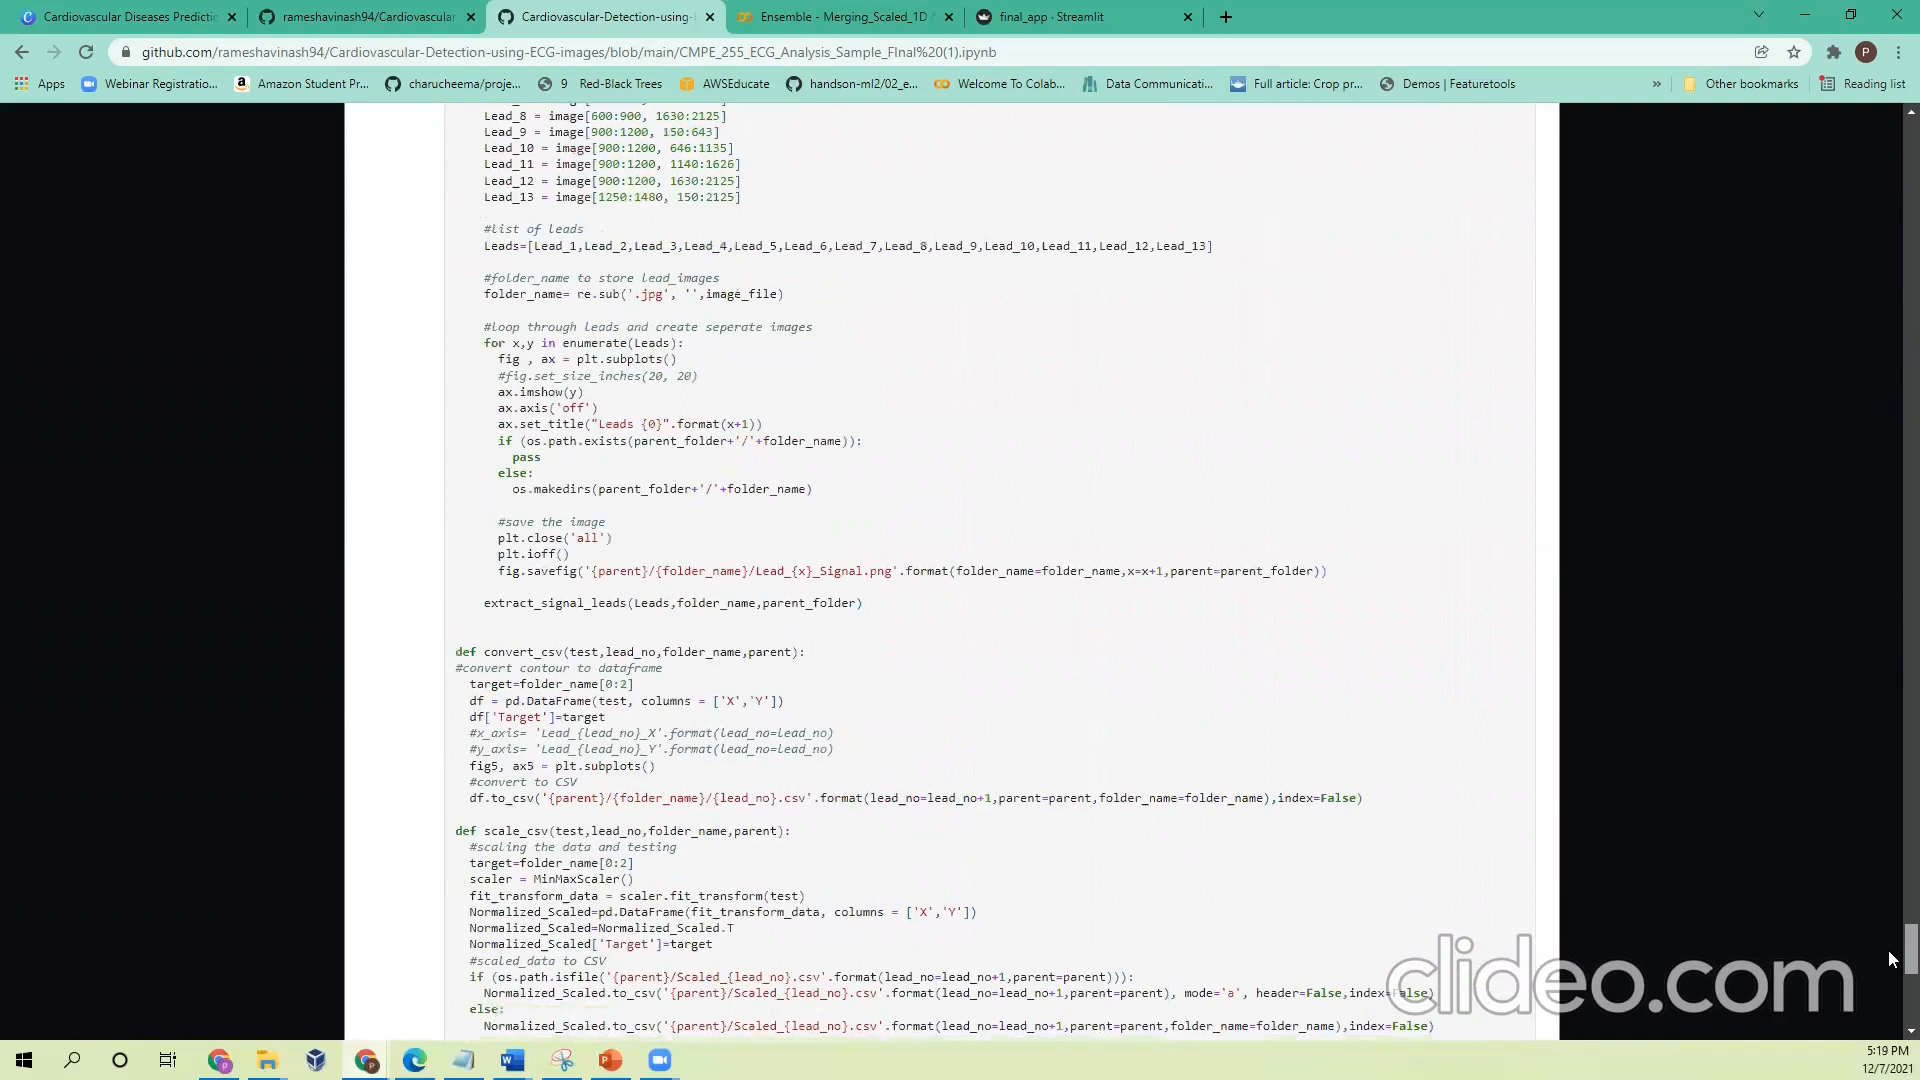 Cardiovascular Diseases Predictic
rameshavinash94/Cardiovascular
Cardiovascular-Detection-using-
Ensemble - Merging_Scaled_1D
final_app · Streamlit
github.com/rameshavinash94/Cardiovascular-Detection-using-ECG-images/blob/main/CMPE_255_ECG_Analysis_Sample_FInal%20(1).ipynb
P
Apps
Webinar Registratio...
Amazon Student Pr...
charucheema/proje...
9 Red-Black Trees
AWSEducate
handson-ml2/02_e...
Welcome To Colab...
Data Communicati...
Full article: Crop pr...
Demos | Featuretools
»
Other bookmarks
Reading list
Lead_8 = image[600:900, 1630:2125]
Lead_9 = image[900:1200, 150:643]
Lead_10 = image[900:1200, 646:1135]
Lead_11 = image[900:1200, 1140:1626]
Lead_12 = image[900:1200, 1630:2125]
Lead_13 = image[1250:1480, 150:2125]
#list of leads
Leads=[Lead_1,Lead_2,Lead_3,Lead_4,Lead_5,Lead_6,Lead_7,Lead_8,Lead_9,Lead_10,Lead_11,Lead_12,Lead_13]
#folder_name to store lead_images
folder_name= re.sub('.jpg', '',image_file)
#loop through leads and create seperate images
for x,y in enumerate(Leads):
fig , ax = plt.subplots()
#fig.set_size_inches(20, 20)
ax.imshow(y)
ax.axis('off')
ax.set_title("Leads {0}".format(x+1))
if (os.path.exists(parent_folder+'/'+folder_name)):
pass
else:
os.makedirs(parent_folder+'/'+folder_name)
#save the image
plt.close('all')
plt.ioff()
fig.savefig('{parent}/{folder_name}/Lead_{x}_Signal.png'.format(folder_name=folder_name,x=x+1,parent=parent_folder))
extract_signal_leads(Leads,folder_name,parent_folder)
def convert_csv(test,lead_no,folder_name,parent):
#convert contour to dataframe
target=folder_name[0:2]
df = pd.DataFrame(test, columns = ['X','Y'])
df['Target']=target
#x_axis= 'Lead_{lead_no}_X'.format(lead_no=lead_no)
#y_axis= 'Lead_{lead_no}_Y'.format(lead_no=lead_no)
fig5, ax5 = plt.subplots()
#convert to CSV
df.to_csv('{parent}/{folder_name}/{lead_no}.csv'.format(lead_no=lead_no+1,parent=parent,folder_name=folder_name),index=False)
def scale_csv(test,lead_no,folder_name,parent):
#scaling the data and testing
target=folder_name[0:2]
scaler = MinMaxScaler()
fit_transform_data = scaler.fit_transform(test)
Normalized_Scaled=pd.DataFrame(fit_transform_data, columns = ['X','Y'])
Normalized_Scaled=Normalized_Scaled.T
Normalized_Scaled['Target']=target
#scaled_data to CSV
if (os.path.isfile('{parent}/Scaled_{lead_no}.csv'.format(lead_no=lead_no+1,parent=parent))):
Normalized_Scaled.to_csv('{parent}/Scaled_{lead_no}.csv'.format(lead_no=lead_no+1,parent=parent), mode='a', header=False,index=False)
else:
Normalized_Scaled.to_csv('{parent}/Scaled_{lead_no}.csv'.format(lead_no=lead_no+1,parent=parent,folder_name=folder_name),index=False)
clideo.com
5:19 PM
12/7/2021